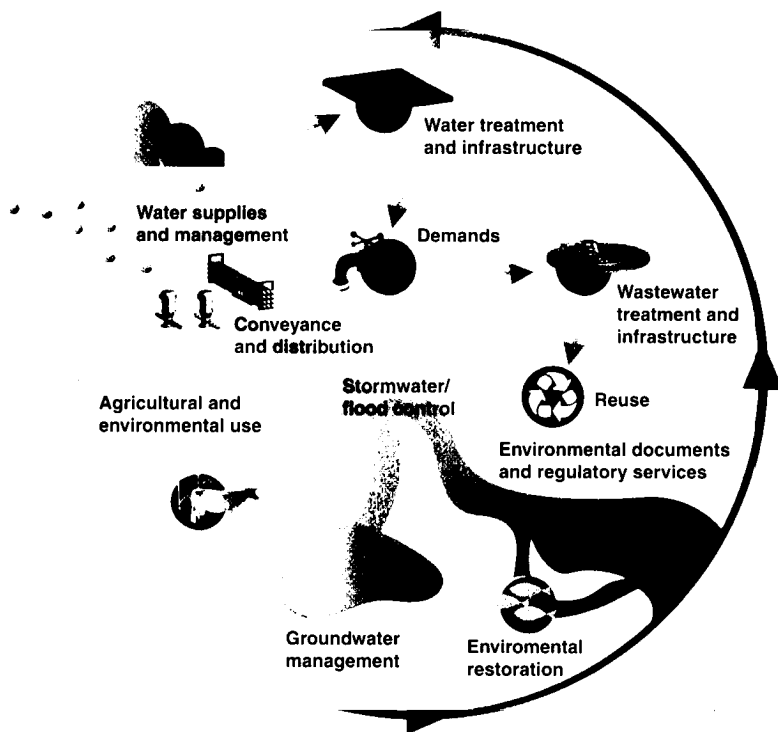 Water treatment
and infrastructure
Water supplies
and management
Demands
Wastewater
treatment and
infrastructure
Conveyance
and distribution
Stormwater/
flood control
Reuse
Agricultural and
environmental use
Environmental documents
and regulatory services
Groundwater
management
Enviromental
restoration